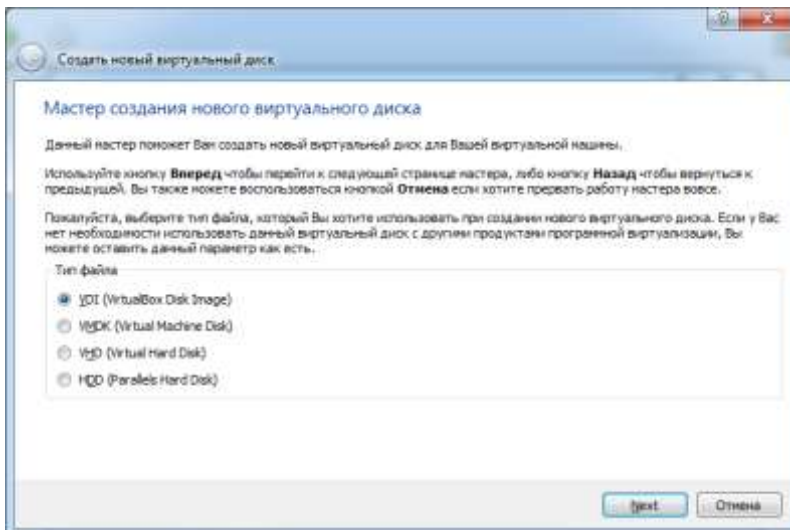 Создать новый виртуальный диск
Мастер создания нового виртуального диска
Данный мастер поможет Вам создать новый виртуальный диск для Вашей виртуальной машины.
Используйте кнопку Вперед чтобы перейти к следующей странице мастера, либо кнопку Назад чтобы вернуться к
предыдущей. Вы также можете воспользоваться кнопкой Отмена если хотите прервать работу мастера вовсе.
Пожалуйста, выберите тип файла, который Вы хотите использовать при создании нового виртуального диска. Если у Вас
нет необходимости использовать данный виртуальный диск с другими продуктами программной виртуализации, Вы
можете оставить данный параметр как есть.
Тип файла
VDI (VirtualBox Disk Image)
VMDK (Virtual Machine Disk)
VHD (Virtual Hard Disk)
HDD (Parallels Hard Disk)
Next Отмена